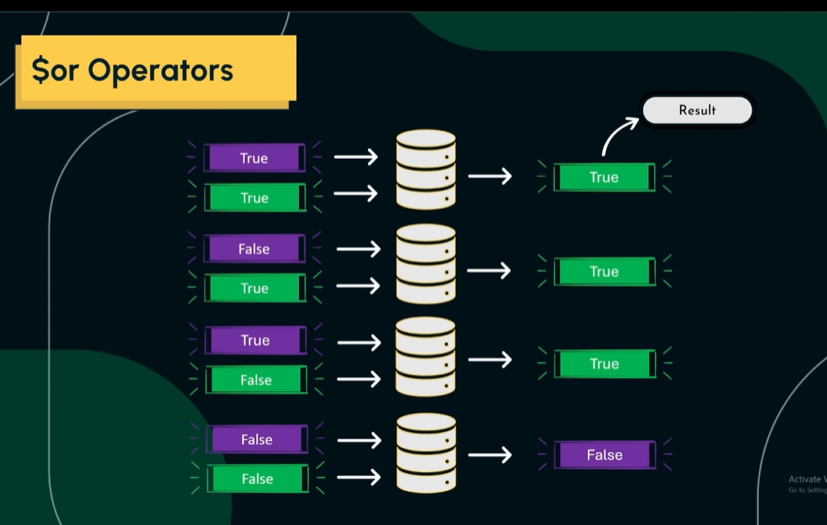 $or Operators
Result
True
True
True
False
True
True
True
False
True
False
False
False
Activate
Go to Setting